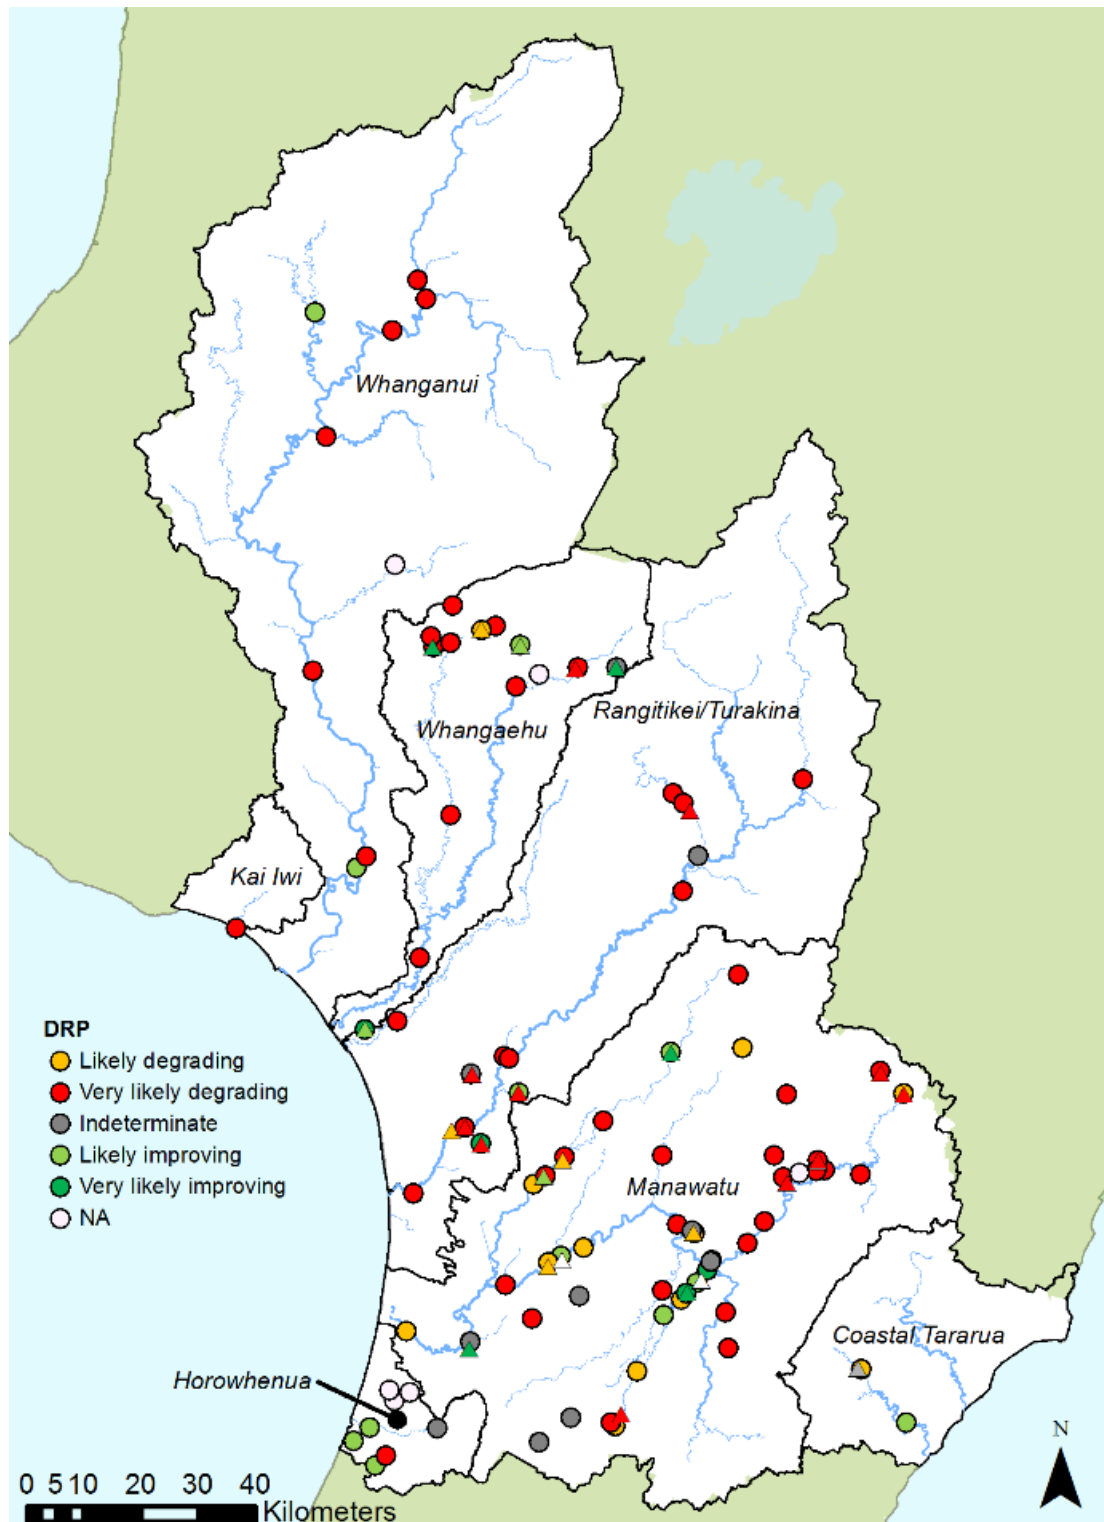 Whanganui
Rangitikei/Turakina
Whangaehu
Kai Iwi
DRP
Likely degrading
Very likely degrading
Indeterminate
Likely improving
Very likely improving
NA
Manawatu
Coastal Tararua
Horowhenua
N
0 5 10 20 30 40
Kilometers